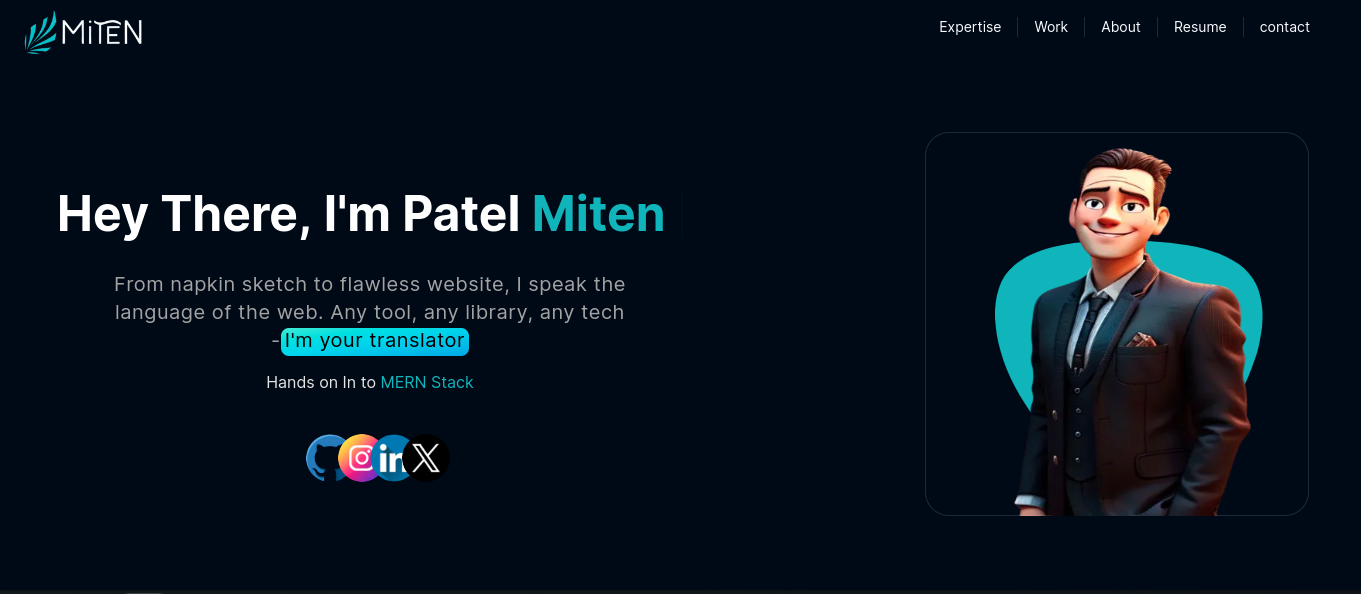 MiTEN
Expertise
Work
About
Resume
contact
Hey There, I'm Patel Miten
From napkin sketch to flawless website, I speak the
language of the web. Any tool, any library, any tech
-I'm your translator
Hands on In to MERN Stack
in
X